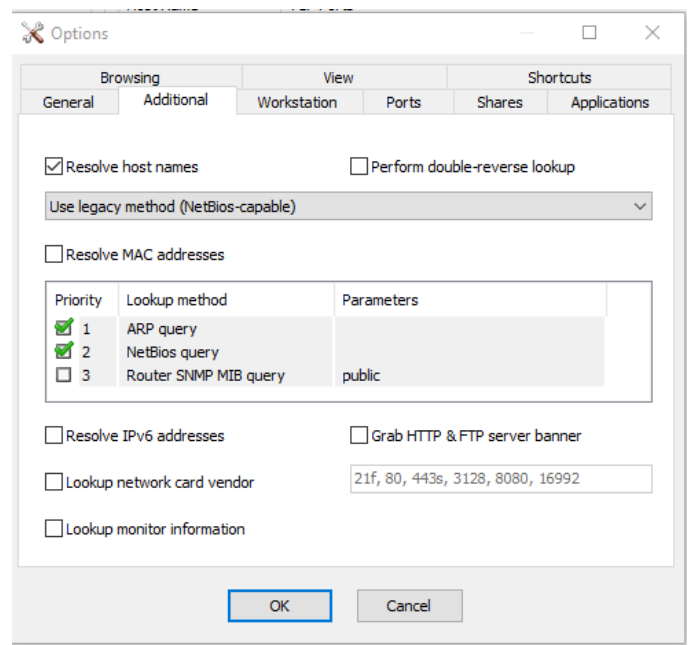 Options
Browsing View Shortcuts
General Additional Workstation Ports Shares Applications
Resolve host names Perform double-reverse lookup
Use legacy method (NetBios-capable)
Resolve MAC addresses
Priority Lookup method Parameters
1 ARP query
2 NetBios query
3 Router SNMP MIB query public
Resolve IPv6 addresses Grab HTTP & FTP server banner
Lookup network card vendor 21f, 80, 443s, 3128, 8080, 16992
Lookup monitor information
OK Cancel